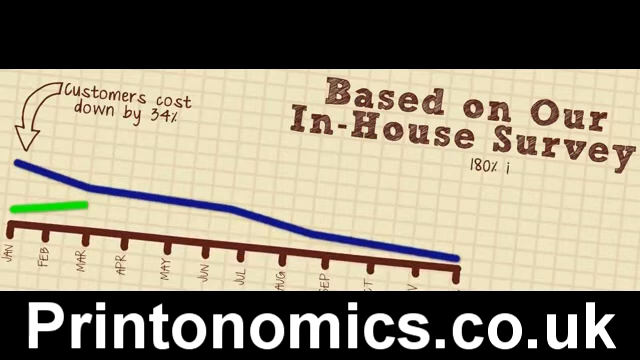 Customers cost
down by 34%
Based on Our
In-House Survey
180% i
JAN
FEB
MAR
APR
MAY
JUN
JUL
AUG
SEP
Printonomics.co.uk